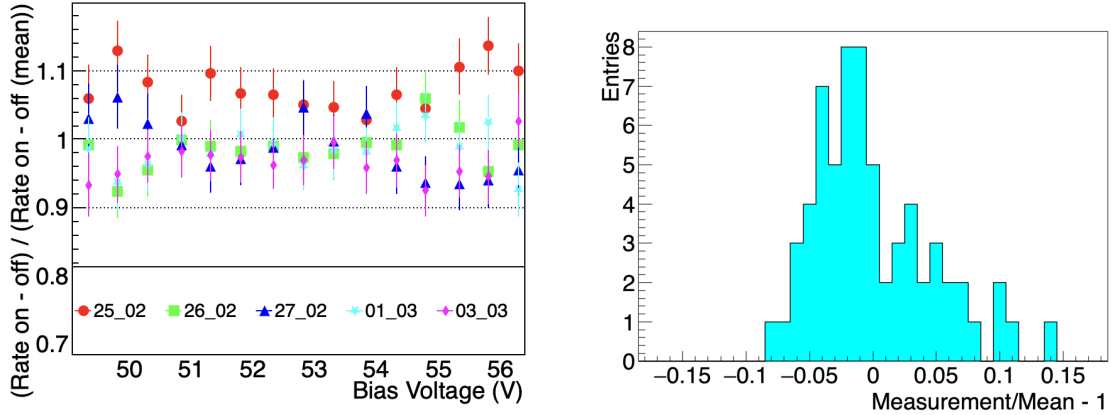 (Rate on - off) / (Rate on - off (mean))
1.1
1
0.9
0.8
0.7
25_02 26_02 27_02 01_03 03_03
50 51 52 53 54 55 56
Bias Voltage (V)
Entries
8
7
6
5
4
3
2
1
0
−0.15 −0.1 −0.05 0 0.05 0.1 0.15
Measurement/Mean - 1